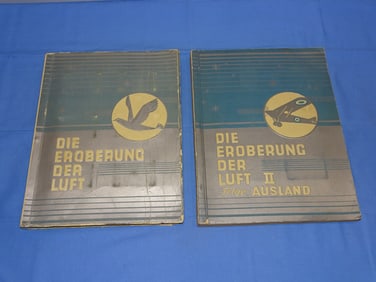 DIE
EROBERUNG
DER
LUFT
DIE
EROBERUNG
DER
LUFT II
AUSLAND